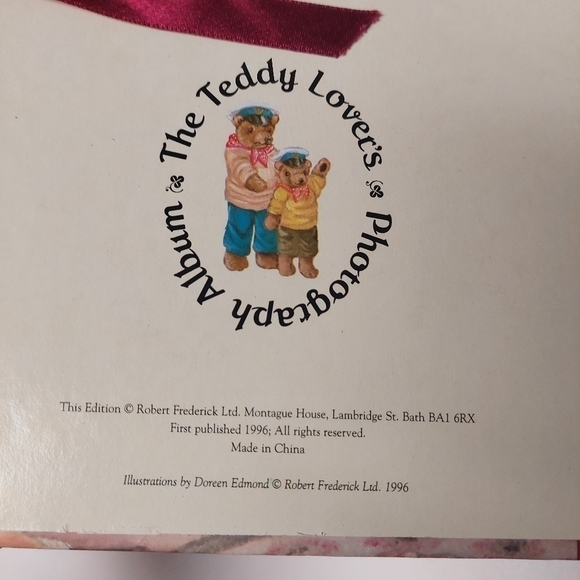 The Teddy Lover's Photograph Album
This Edition © Robert Frederick Ltd. Montague House, Lambridge St. Bath BA1 6RX
First published 1996; All rights reserved.
Made in China
Illustrations by Doreen Edmond © Robert Frederick Ltd. 1996